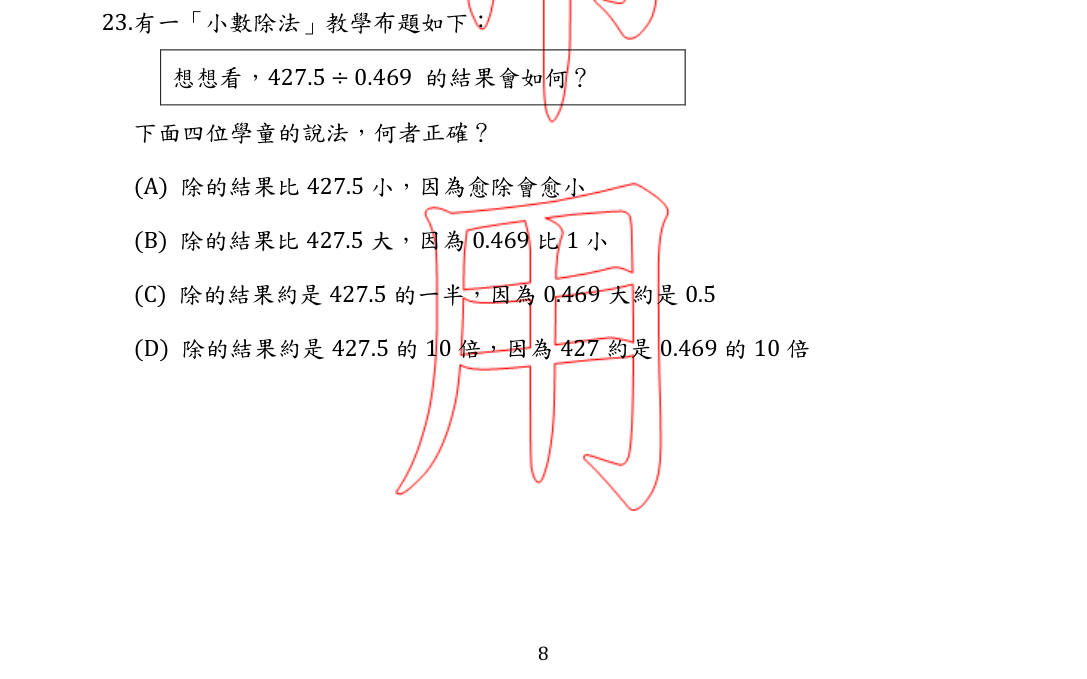 23.有一「小數除法」教學布題如下：
想想看，427.5 ÷ 0.469 的結果會如何？
下面四位學童的說法，何者正確？
(A) 除的結果比 427.5 小，因為愈除會愈小
(B) 除的結果比 427.5 大，因為 0.469 比 1 小
(C) 除的結果約是 427.5 的一半，因為 0.469 大約是 0.5
(D) 除的結果約是 427.5 的 10 倍，因為 427 約是 0.469 的 10 倍
用
8